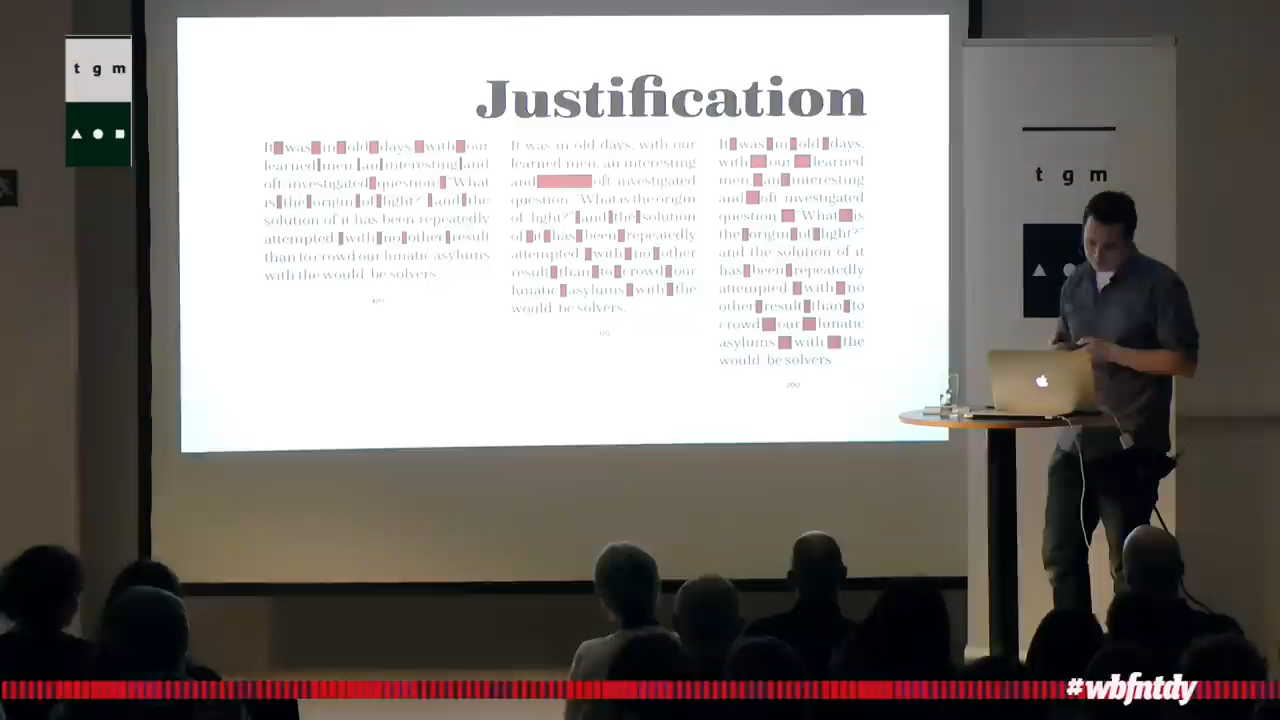 t g m
Justification
It was in old days, with our
learned men, an interesting and
oft-investigated question, "What
is the origin of light?" and the
solution of it has been repeatedly
attempted, with no other result
than to crowd our lunatic asylums
with the would-be solvers.
It was in old days, with our
learned men, an interesting
and oft-investigated
question, "What is the origin
of light?" and the solution
of it has been repeatedly
attempted, with no other
result than to crowd our
lunatic asylums with the
would-be solvers.
It was in old days,
with our learned
men, an interesting
and oft-investigated
question, "What is
the origin of light?"
and the solution of it
has been repeatedly
attempted, with no
other result than to
crowd our lunatic
asylums with the
would-be solvers.
200
t g m
#wbfntdy